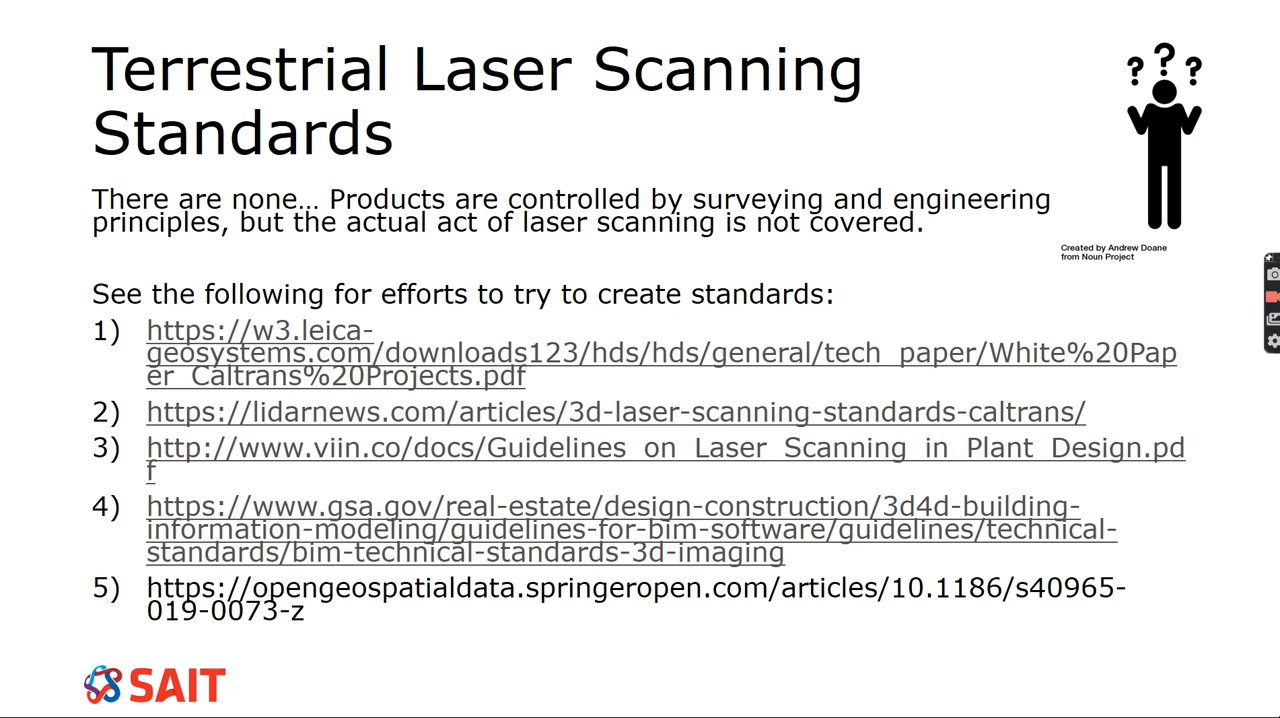 Terrestrial Laser Scanning
Standards
? ? ?
There are none… Products are controlled by surveying and engineering
principles, but the actual act of laser scanning is not covered.
Created by Andrew Doane
from Noun Project
See the following for efforts to try to create standards:
1) https://w3.leica-
geosystems.com/downloads123/hds/hds/general/tech_paper/White%20Pap
er_Caltrans%20Projects.pdf
2) https://lidarnews.com/articles/3d-laser-scanning-standards-caltrans/
3) http://www.viin.co/docs/Guidelines_on_Laser_Scanning_in_Plant_Design.pd
f
4) https://www.gsa.gov/real-estate/design-construction/3d4d-building-
information-modeling/guidelines-for-bim-software/guidelines/technical-
standards/bim-technical-standards-3d-imaging
5) https://opengeospatialdata.springeropen.com/articles/10.1186/s40965-
019-0073-z
SAIT